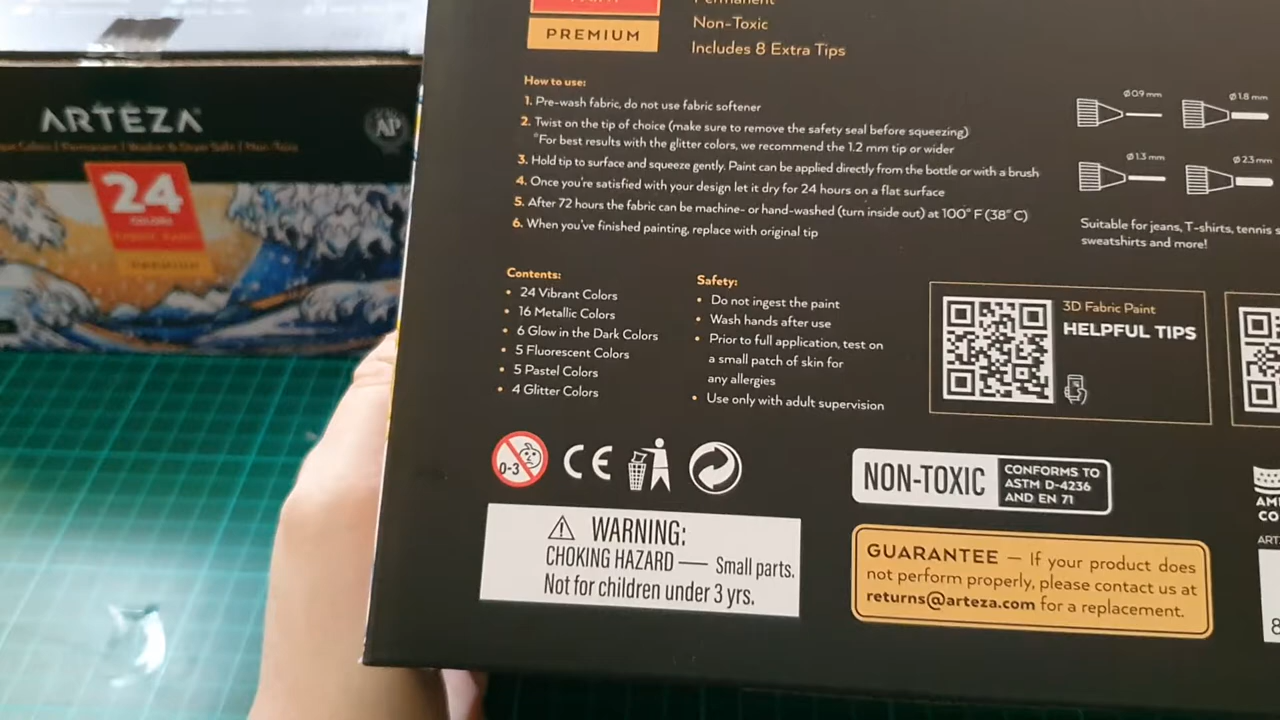 Permanent
PREMIUM
Non-Toxic
Includes 8 Extra Tips
How to use:
1. Pre-wash fabric, do not use fabric softener
2. Twist on the tip of choice (make sure to remove the safety seal before squeezing)
*For best results with the glitter colors, we recommend the 1.2 mm tip or wider
3. Hold tip to surface and squeeze gently. Paint can be applied directly from the bottle or with a brush
4. Once you're satisfied with your design let it dry for 24 hours on a flat surface
5. After 72 hours the fabric can be machine- or hand-washed (turn inside out) at 100° F (38° C)
6. When you've finished painting, replace with original tip
Ø0.9 mm
Ø1.8 mm
Ø1.3 mm
Ø2.3 mm
Suitable for jeans, T-shirts, tennis s
sweatshirts and more!
Contents:
• 24 Vibrant Colors
• 16 Metallic Colors
• 6 Glow in the Dark Colors
• 5 Fluorescent Colors
• 5 Pastel Colors
• 4 Glitter Colors
Safety:
• Do not ingest the paint
• Wash hands after use
• Prior to full application, test on
a small patch of skin for
any allergies
• Use only with adult supervision
3D Fabric Paint
HELPFUL TIPS
0-3
CE
NON-TOXIC
CONFORMS TO
ASTM D-4236
AND EN 71
AM
CO
ART
8
WARNING:
CHOKING HAZARD — Small parts.
Not for children under 3 yrs.
GUARANTEE — If your product does
not perform properly, please contact us at
returns@arteza.com for a replacement.
ARTEZA
AP
24
COLORS
PREMIUM